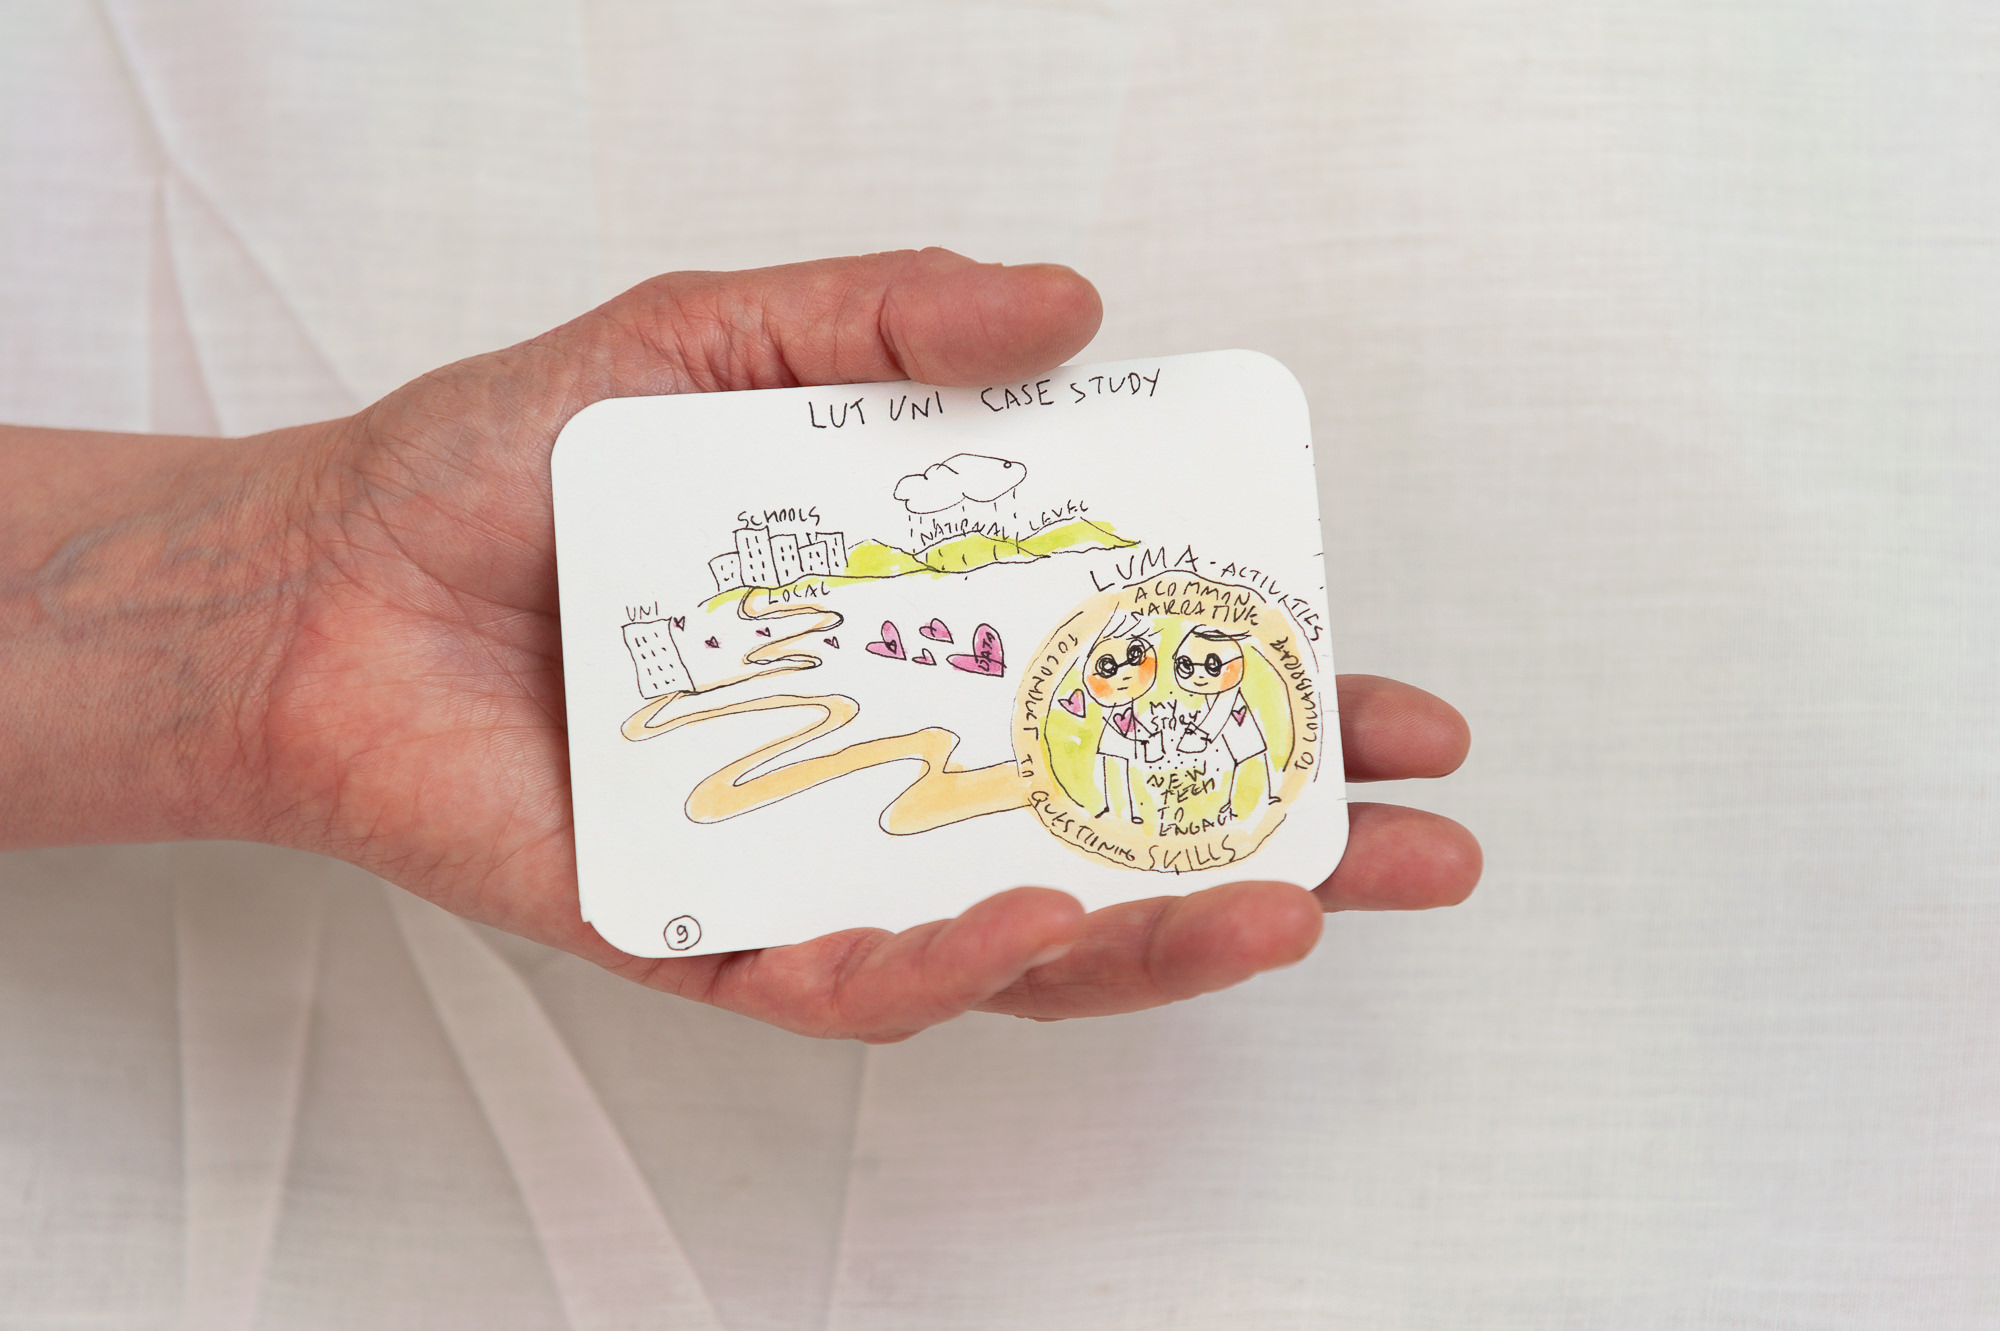 LUT UNI CASE STUDY
SCHOOLS
NATIONAL LEVEL
LOCAL
UNI
DATA
LUMA - ACTIVITIES
A COMMON
NARRATIVE
TO COLLABORATE
TO CONNECT TO
MY
STORY
NEW
TECH
TO
ENGAGE
QUESTIONING SKILLS
9